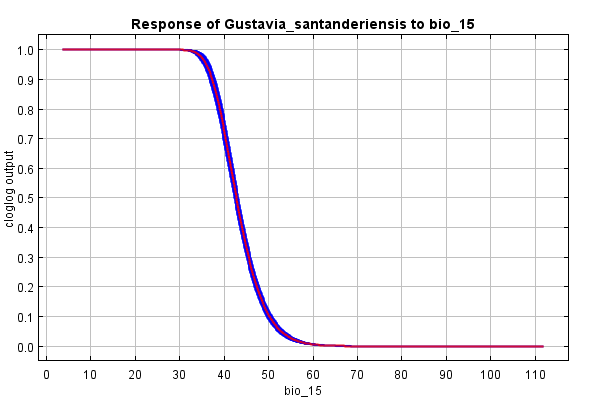 Response of Gustavia_santanderiensis to bio_15
cloglog output
1.0
0.9
0.8
0.7
0.6
0.5
0.4
0.3
0.2
0.1
0.0
0 10 20 30 40 50 60 70 80 90 100 110
bio_15